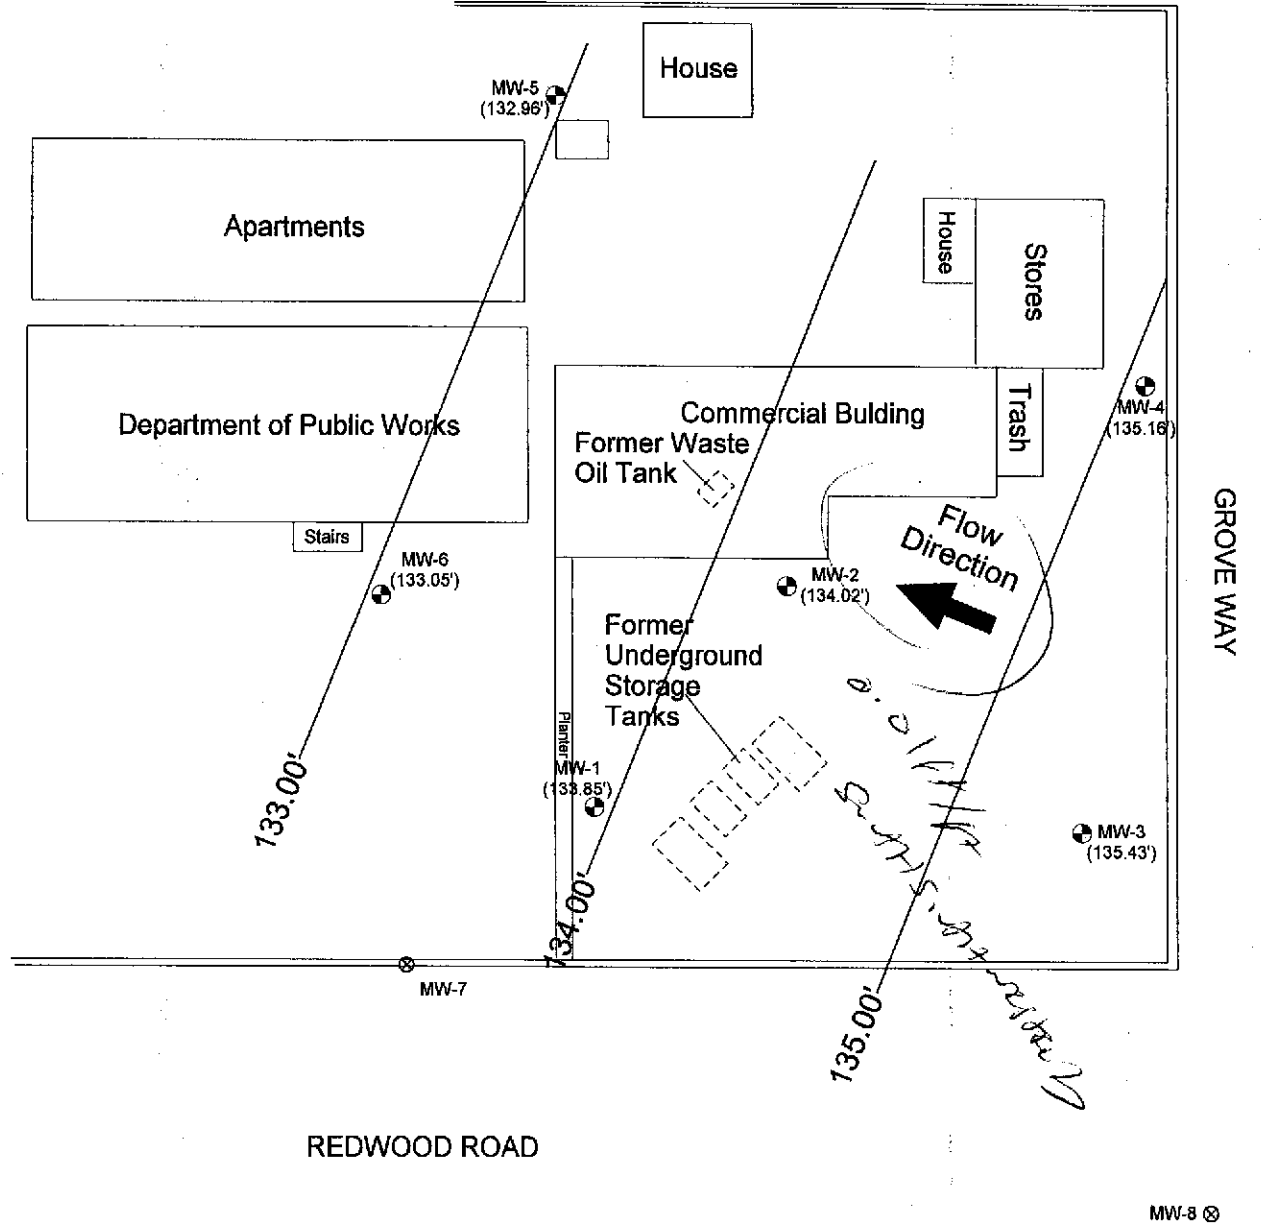 House
MW-5
(132.96')
Apartments
House
Stores
Department of Public Works
Commercial Bulding
Former Waste
Oil Tank
Trash
MW-4
(135.16')
Stairs
MW-6
(133.05')
MW-2
(134.02')
Flow
Direction
GROVE WAY
Former
Underground
Storage
Tanks
Planter
MW-1
(133.85')
MW-3
(135.43')
133.00'
134.00'
135.00'
MW-7
REDWOOD ROAD
MW-8